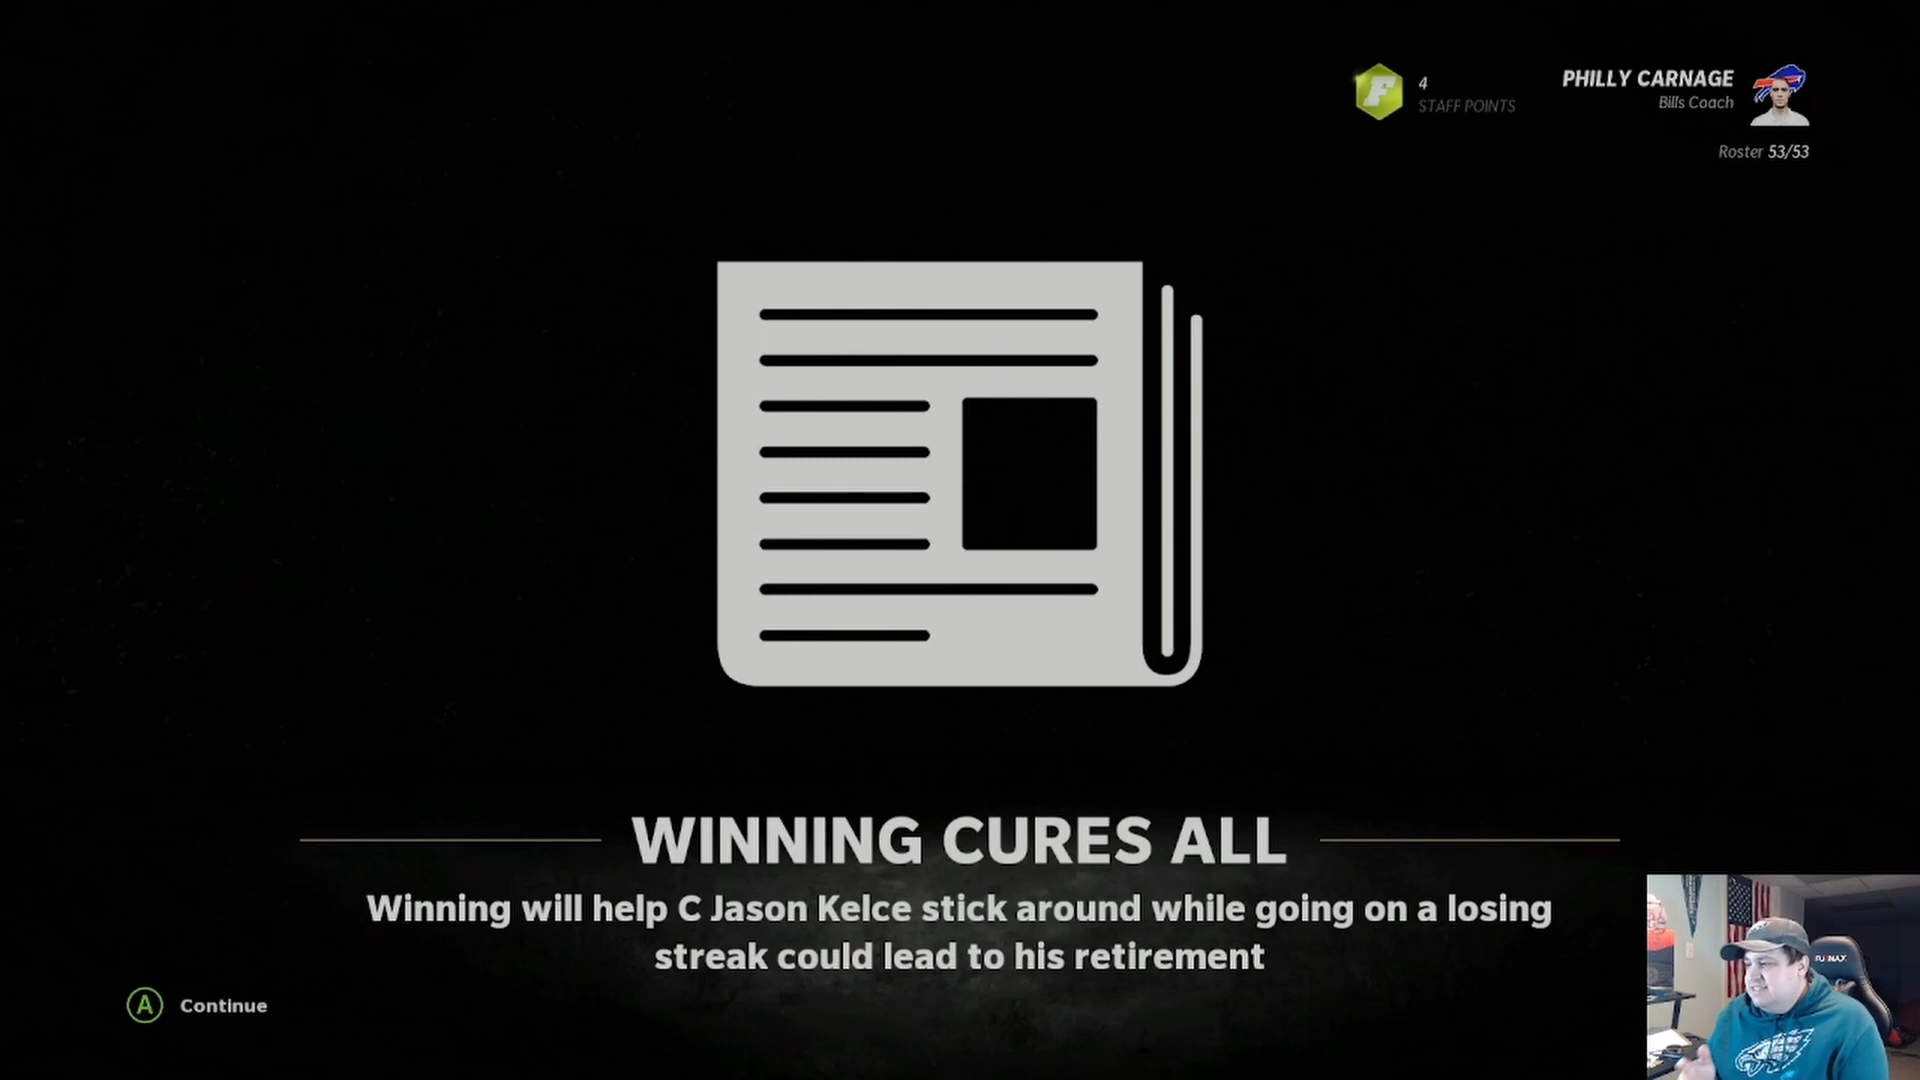 4
STAFF POINTS
PHILLY CARNAGE
Bills Coach
Roster 53/53
WINNING CURES ALL
Winning will help C Jason Kelce stick around while going on a losing
streak could lead to his retirement
A Continue